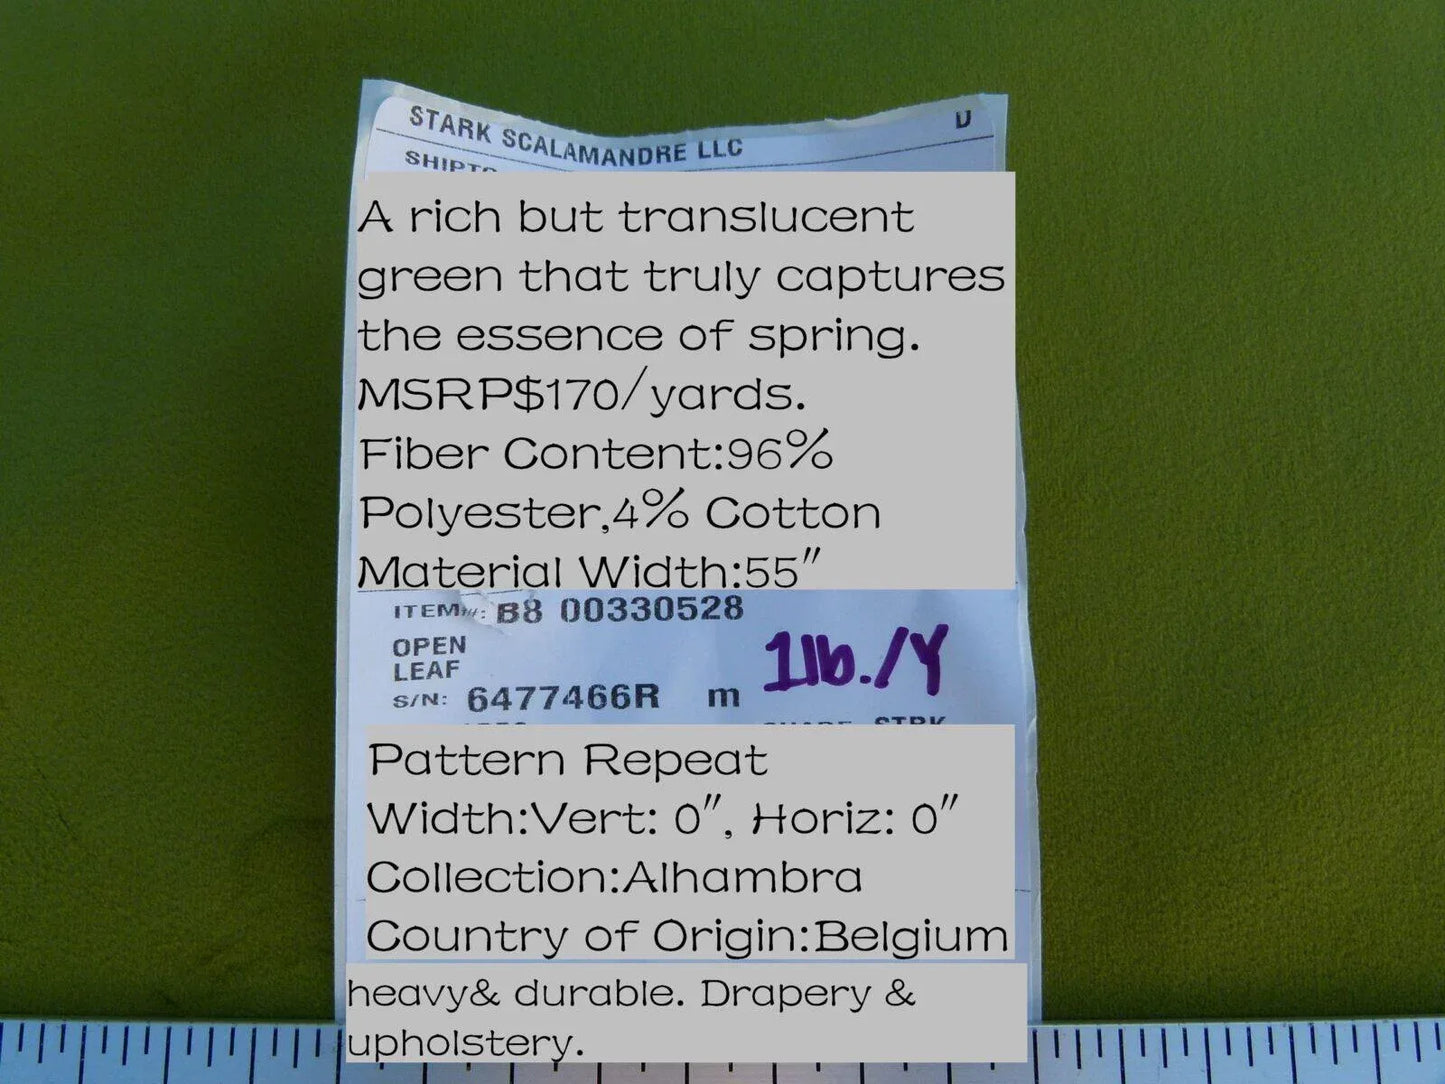 STARK SCALAMANDRE LLC
U
A rich but translucent
green that truly captures
the essence of spring.
MSRP$170/yards.
Fiber Content:96%
Polyester,4% Cotton
Material Width:55"
ITEM#: B8 00330528
OPEN
LEAF
1lb./Y
S/N: 6477466R m
Pattern Repeat
Width:Vert: 0", Horiz: 0"
Collection:Alhambra
Country of Origin:Belgium
heavy& durable. Drapery &
upholstery.